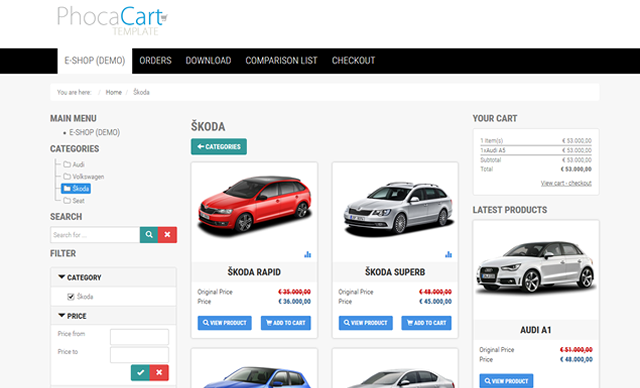 PhocaCart
TEMPLATE
E-SHOP (DEMO) ORDERS DOWNLOAD COMPARISON LIST CHECKOUT
You are here: / Home / Škoda
MAIN MENU
E-SHOP (DEMO)
CATEGORIES
Audi
Volkswagen
Škoda
Seat
SEARCH
Search for ...
FILTER
CATEGORY
Škoda
PRICE
Price from
Price to
ŠKODA
CATEGORIES
ŠKODA RAPID
Original Price € 35.000,00
Price € 36.000,00
VIEW PRODUCT ADD TO CART
ŠKODA SUPERB
Original Price € 48.000,00
Price € 45.000,00
VIEW PRODUCT ADD TO CART
YOUR CART
1 Item(s) € 53.000,00
1xAudi A5 € 53.000,00
Subtotal € 53.000,00
Total € 53.000,00
View cart - checkout
LATEST PRODUCTS
AUDI A1
Original Price € 51.000,00
Price € 48.000,00
VIEW PRODUCT